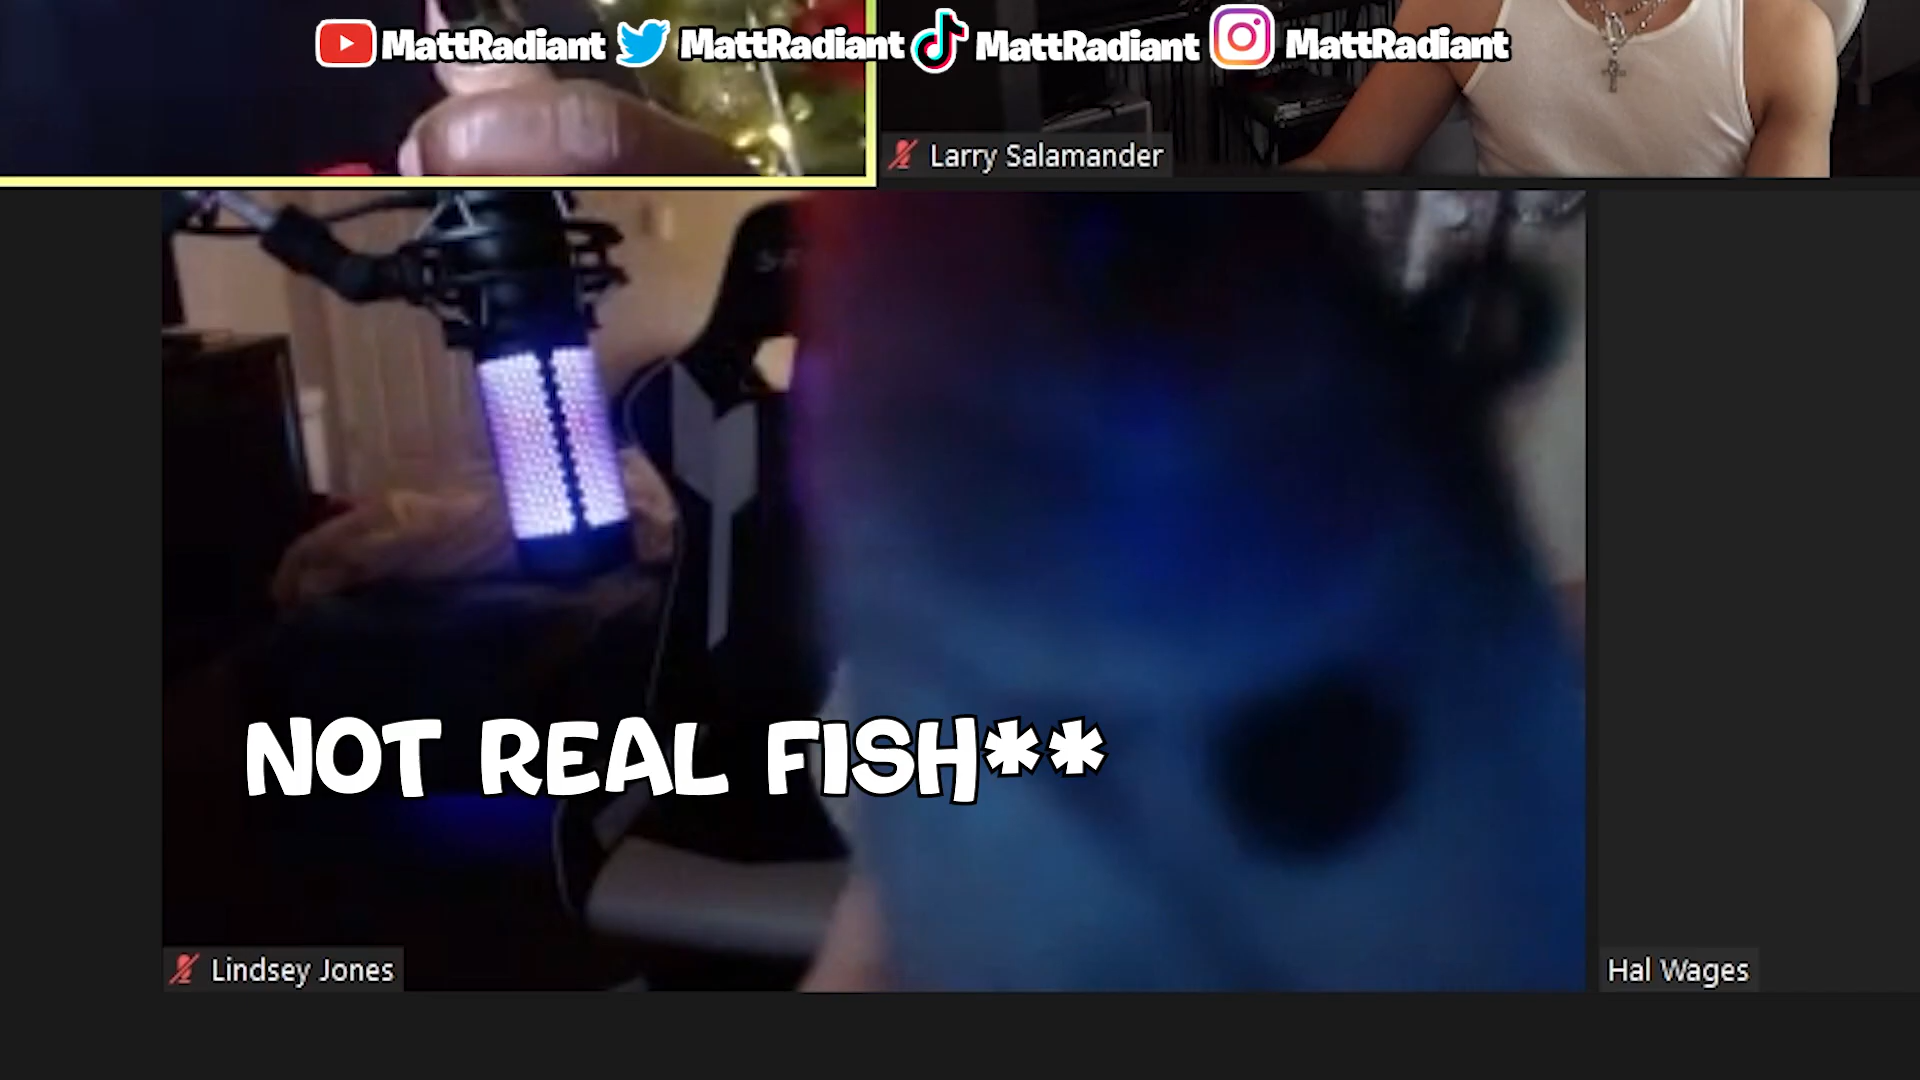 MattRadiant MattRadiant MattRadiant MattRadiant
Larry Salamander
NOT REAL FISH**
Lindsey Jones
Hal Wages